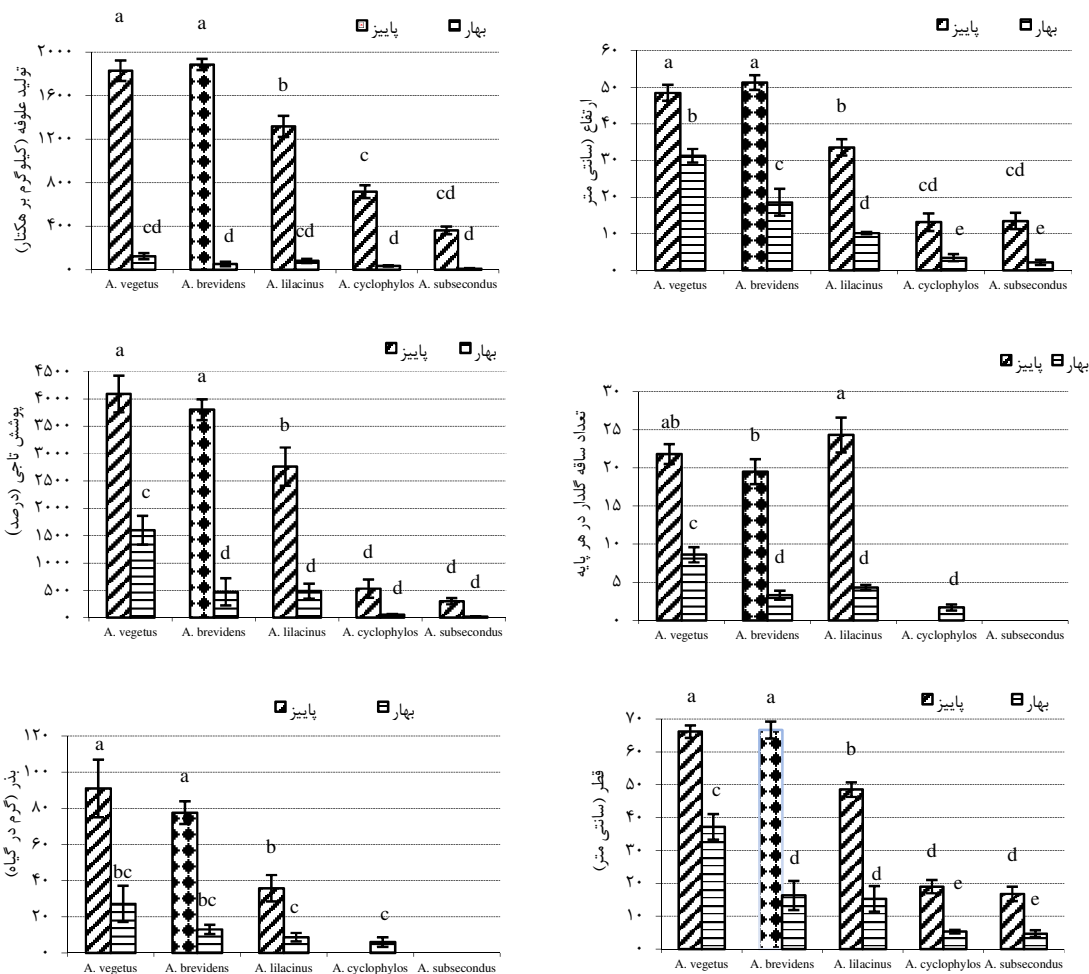 a a
پاییز بهار
تولید علوفه (کیلوگرم بر هکتار)
۲۰۰۰
۱۶۰۰
۱۲۰۰
۸۰۰
۴۰۰
۰
b c cd
cd d cd d d
A. vegetus A. brevidens A. lilacinus A. cyclophylos A. subsecondus
پاییز بهار
ارتفاع (سانتی متر
۶۰
۵۰
۴۰
۳۰
۲۰
۱۰
۰
a a b cd cd
b c d e e
A. vegetus A. brevidens A. lilacinus A. cyclophylos A. subsecondus
پاییز بهار
پوشش تاجی (درصد)
۴۵۰۰
۴۰۰۰
۳۵۰۰
۳۰۰۰
۲۵۰۰
۲۰۰۰
۱۵۰۰
۱۰۰۰
۵۰۰
۰
a a b d d
c d d d d
A. vegetus A. brevidens A. lilacinus A. cyclophylos A. subsecondus
پاییز بهار
تعداد ساقه گلدار در هر پایه
۳۰
۲۵
۲۰
۱۵
۱۰
۵
۰
ab b a
c d d d
A. vegetus A. brevidens A. lilacinus A. cyclophylos A. subsecondus
پاییز بهار
بذر (گرم در گیاه)
۱۲۰
۱۰۰
۸۰
۶۰
۴۰
۲۰
۰
a a b
bc bc c c
A. vegetus A. brevidens A. lilacinus A. cyclophylos A. subsecondus
پاییز بهار
قطر (سانتی متر)
۷۰
۶۰
۵۰
۴۰
۳۰
۲۰
۱۰
۰
a a b d d
c d d e e
A. vegetus A. brevidens A. lilacinus A. cyclophylos A. subsecondus